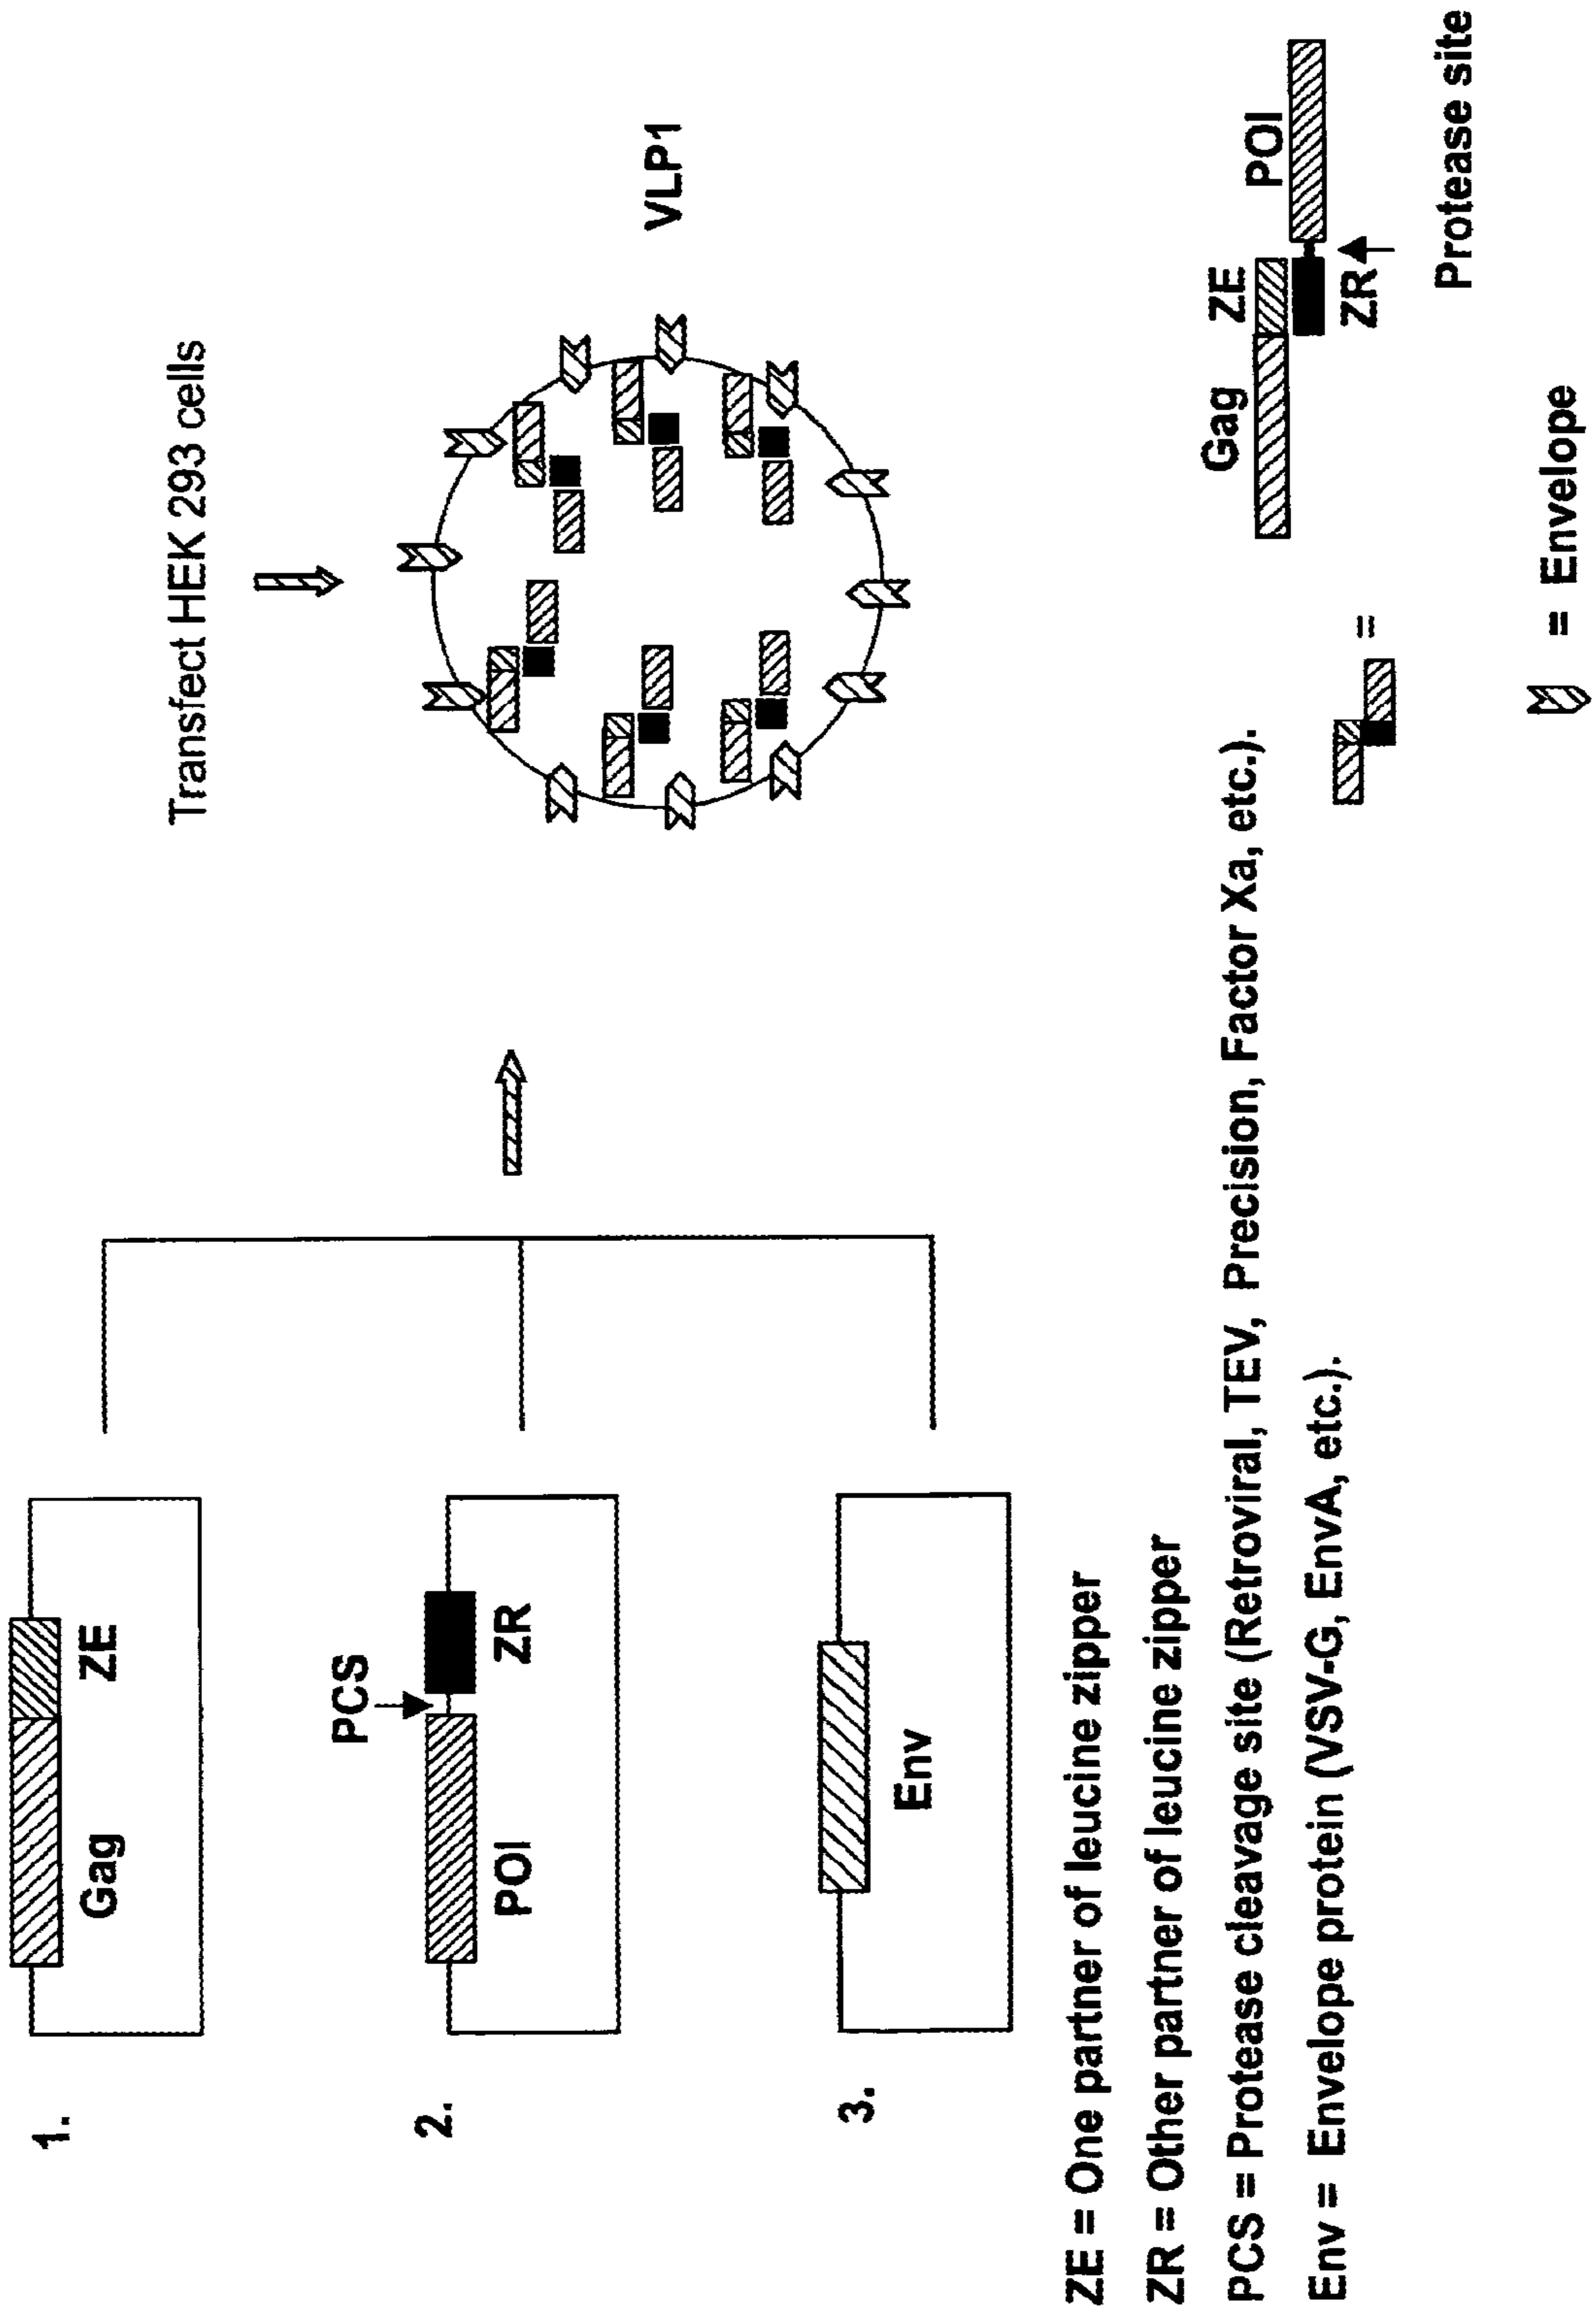 1.
Gag ZE
2.
PCS
POI ZR
3.
Env
Transfect HEK 293 cells
VLP1
ZE = One partner of leucine zipper
ZR = Other partner of leucine zipper
PCS = Protease cleavage site (Retroviral, TEV, Precision, Factor Xa, etc.).
Env = Envelope protein (VSV-G, EnvA, etc.).
=
Gag ZE
POI
ZR
Protease site
= Envelope